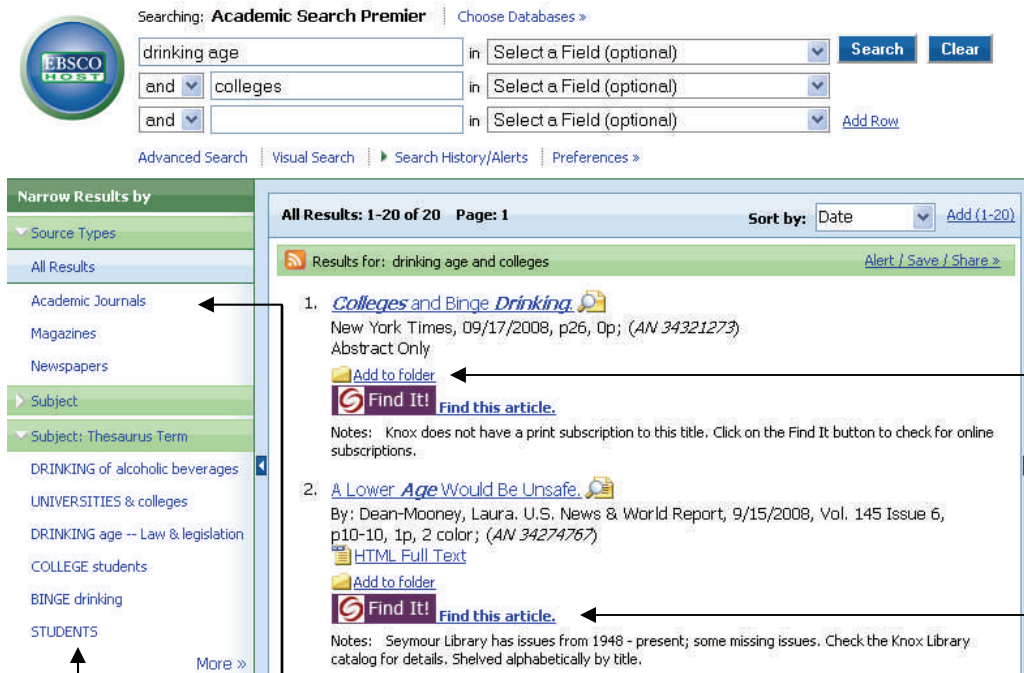 Searching: Academic Search Premier Choose Databases »
EBSCO
HOST
drinking age in Select a Field (optional) Search Clear
and colleges in Select a Field (optional)
and in Select a Field (optional) Add Row
Advanced Search Visual Search Search History/Alerts Preferences »
Narrow Results by
Source Types
All Results
Academic Journals
Magazines
Newspapers
Subject
Subject: Thesaurus Term
DRINKING of alcoholic beverages
UNIVERSITIES & colleges
DRINKING age -- Law & legislation
COLLEGE students
BINGE drinking
STUDENTS
More »
All Results: 1-20 of 20 Page: 1 Sort by: Date Add (1-20)
Results for: drinking age and colleges Alert / Save / Share »
1. Colleges and Binge Drinking.
New York Times, 09/17/2008, p26, 0p; (AN 34321273)
Abstract Only
Add to folder
Find It! Find this article.
Notes: Knox does not have a print subscription to this title. Click on the Find It button to check for online
subscriptions.
2. A Lower Age Would Be Unsafe.
By: Dean-Mooney, Laura. U.S. News & World Report, 9/15/2008, Vol. 145 Issue 6,
p10-10, 1p, 2 color; (AN 34274767)
HTML Full Text
Add to folder
Find It! Find this article.
Notes: Seymour Library has issues from 1948 - present; some missing issues. Check the Knox Library
catalog for details. Shelved alphabetically by title.